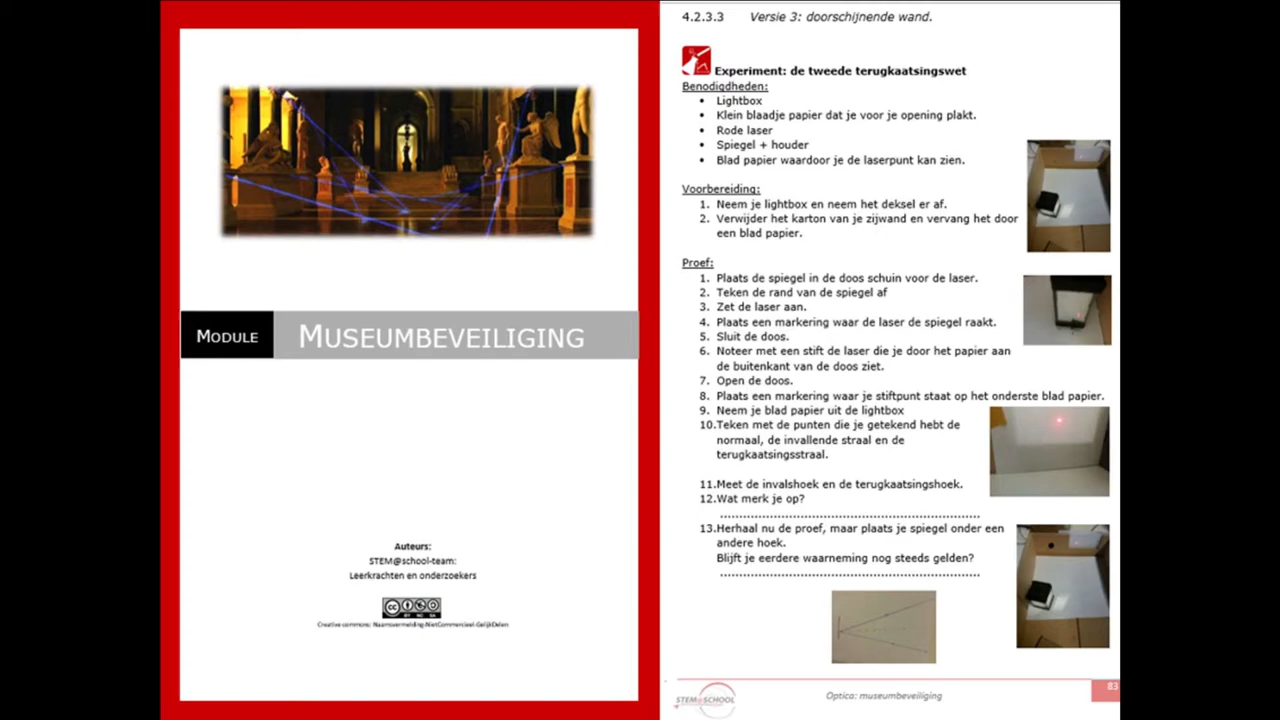 MODULE
MUSEUMBEVEILIGING
Auteurs:
STEM@school-team:
Leerkrachten en onderzoekers
Creative commons: Naamsvermelding-NietCommercieel-GelijkDelen
4.2.3.3 Versie 3: doorschijnende wand.
Experiment: de tweede terugkaatsingswet
Benodigdheden:
• Lightbox
• Klein blaadje papier dat je voor je opening plakt.
• Rode laser
• Spiegel + houder
• Blad papier waardoor je de laserpunt kan zien.
Voorbereiding:
1. Neem je lightbox en neem het deksel er af.
2. Verwijder het karton van je zijwand en vervang het door
een blad papier.
Proef:
1. Plaats de spiegel in de doos schuin voor de laser.
2. Teken de rand van de spiegel af
3. Zet de laser aan.
4. Plaats een markering waar de laser de spiegel raakt.
5. Sluit de doos.
6. Noteer met een stift de laser die je door het papier aan
de buitenkant van de doos ziet.
7. Open de doos.
8. Plaats een markering waar je stiftpunt staat op het onderste blad papier.
9. Neem je blad papier uit de lightbox
10.Teken met de punten die je getekend hebt de
normaal, de invallende straal en de
terugkaatsingsstraal.
11.Meet de invalshoek en de terugkaatsingshoek.
12.Wat merk je op?
13.Herhaal nu de proef, maar plaats je spiegel onder een
andere hoek.
Blijft je eerdere waarneming nog steeds gelden?
STEM@SCHOOL
Optica: museumbeveiliging
83